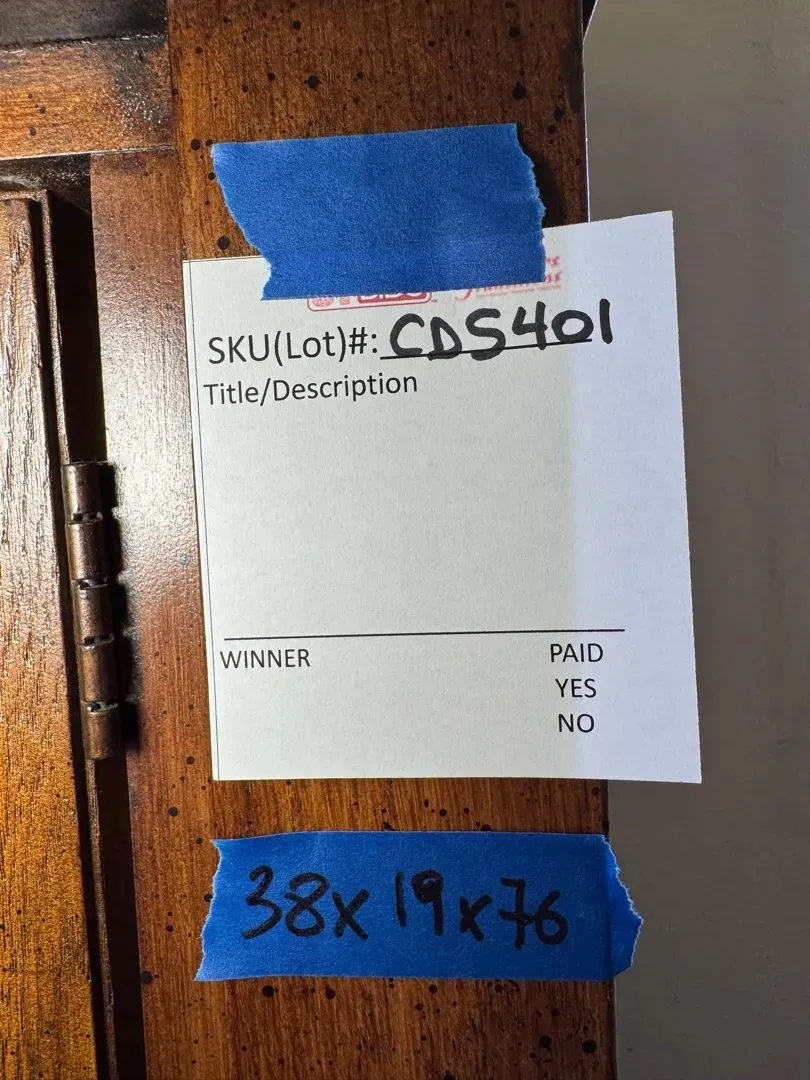 SKU(Lot)#: CDS401
Title/Description
WINNER
PAID
YES
NO
38x19x76